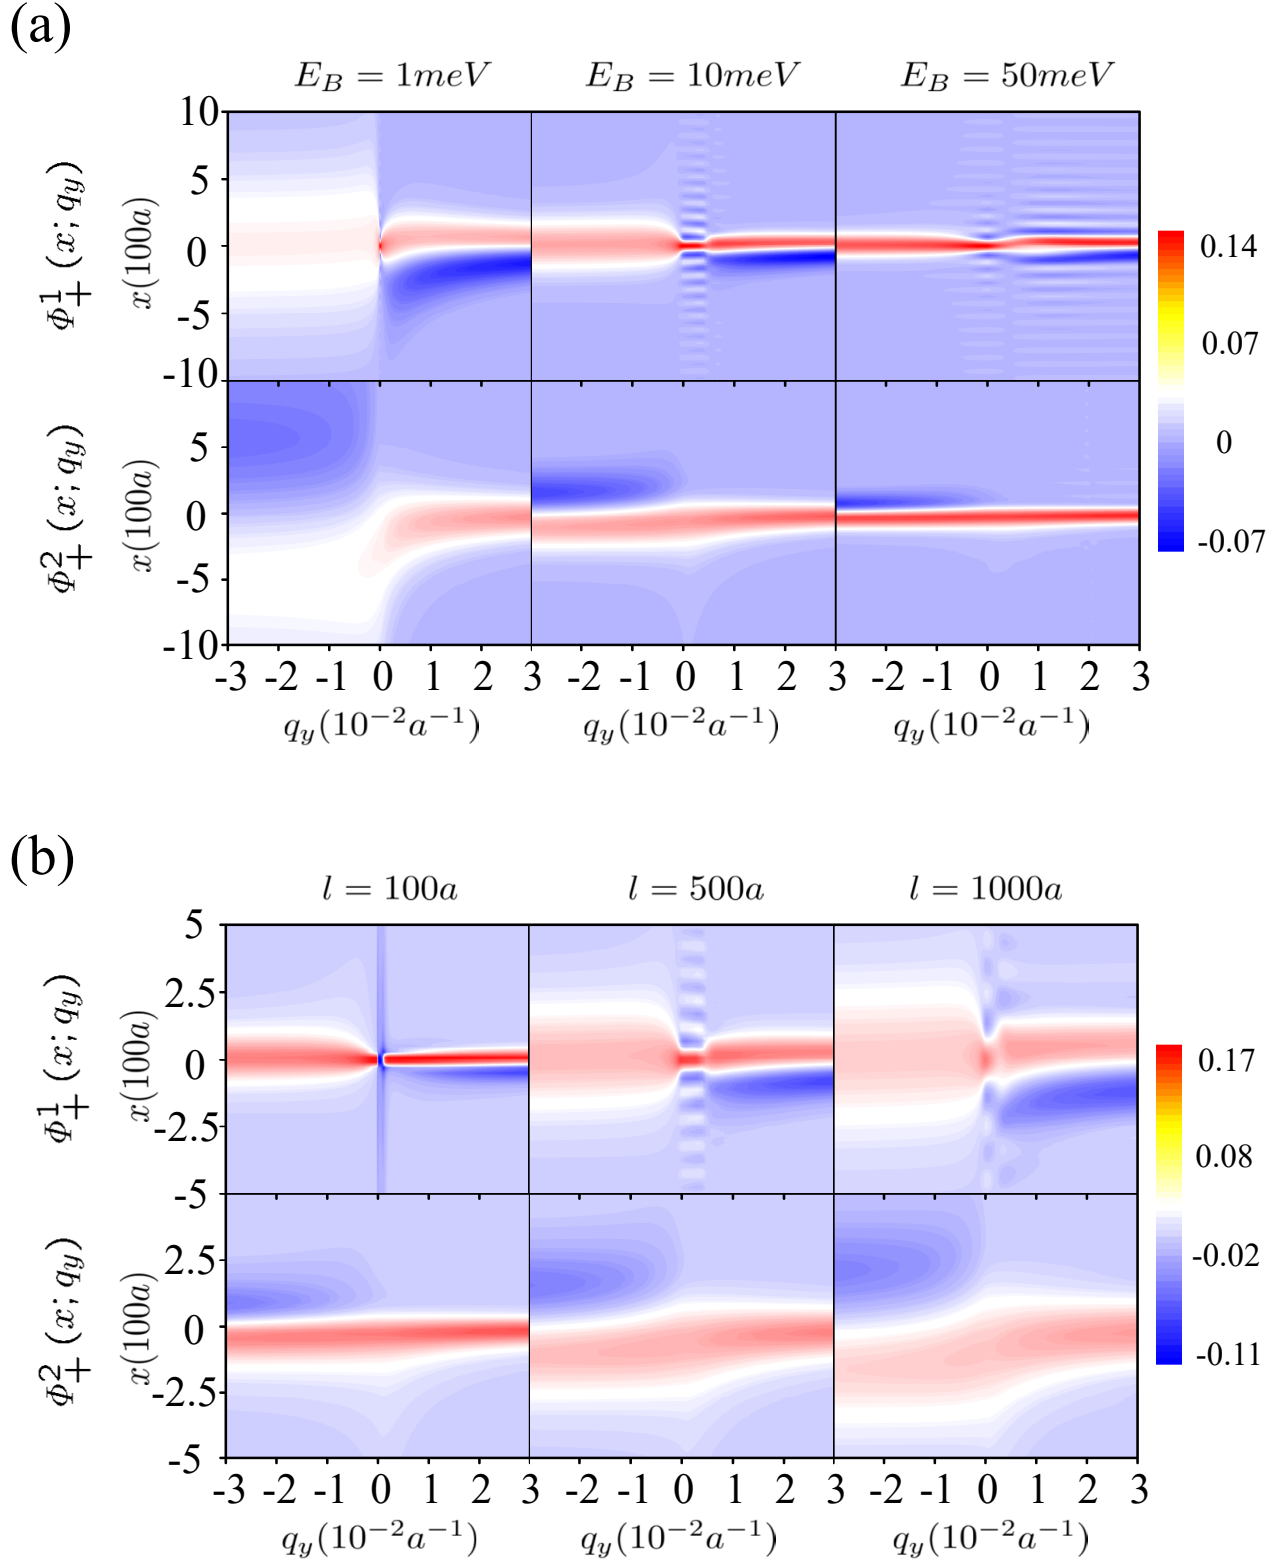 (a)
E_B = 1meV E_B = 10meV E_B = 50meV
Φ^1_+ (x; q_y)
x(100a)
10
5
0
-5
-10
0.14
0.07
0
-0.07
Φ^2_+ (x; q_y)
x(100a)
5
0
-5
-10
-3 -2 -1 0 1 2 3 -2 -1 0 1 2 3 -2 -1 0 1 2 3
q_y(10^{-2}a^{-1}) q_y(10^{-2}a^{-1}) q_y(10^{-2}a^{-1})
(b)
l = 100a l = 500a l = 1000a
Φ^1_+ (x; q_y)
x(100a)
5
2.5
0
-2.5
-5
0.17
0.08
-0.02
-0.11
Φ^2_+ (x; q_y)
x(100a)
2.5
0
-2.5
-5
-3 -2 -1 0 1 2 3 -2 -1 0 1 2 3 -2 -1 0 1 2 3
q_y(10^{-2}a^{-1}) q_y(10^{-2}a^{-1}) q_y(10^{-2}a^{-1})